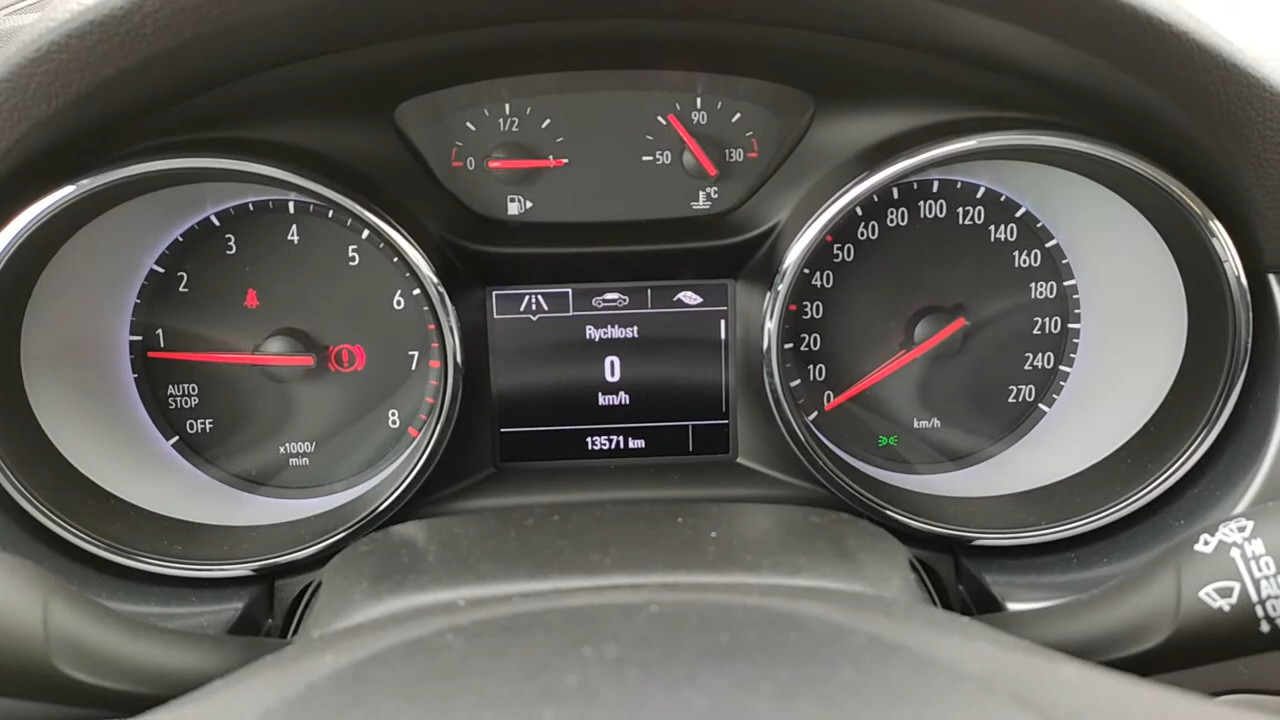 0 1/2 1
50 90 130
°C
1 2 3 4 5 6 7 8
AUTO
STOP
OFF
x1000/
min
Rychlost
0
km/h
13571 km
0 10 20 30 40 50 60 80 100 120 140 160 180 210 240 270
km/h
HI
LO